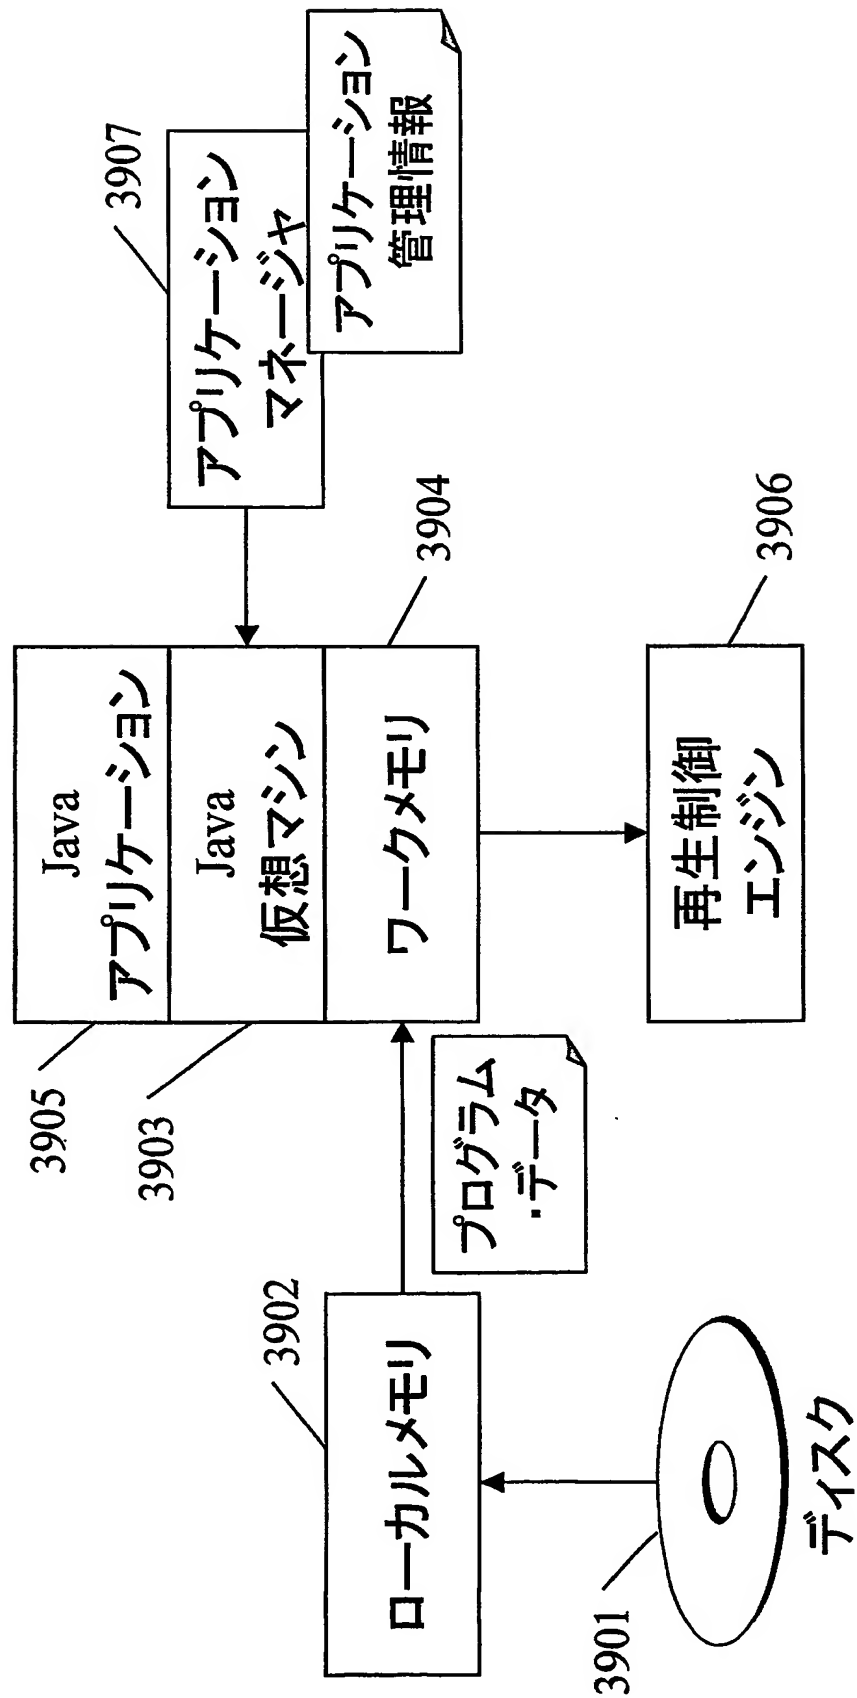 3905
Java
アプリケーション
3903
Java
仮想マシン
ワークメモリ
3904
3907
アプリケーション
マネージャ
アプリケーション
管理情報
3902
ローカルメモリ
プログラム
・データ
再生制御
エンジン
3906
3901
ディスク